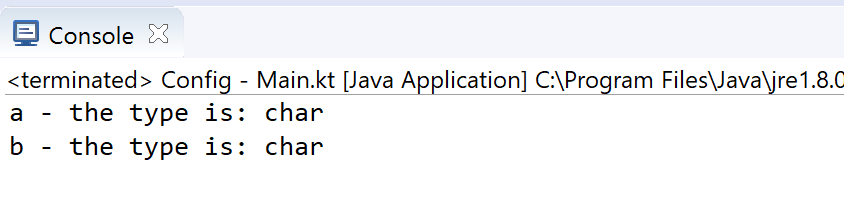 Console
<terminated> Config - Main.kt [Java Application] C:\Program Files\Java\jre1.8.0
a - the type is: char
b - the type is: char